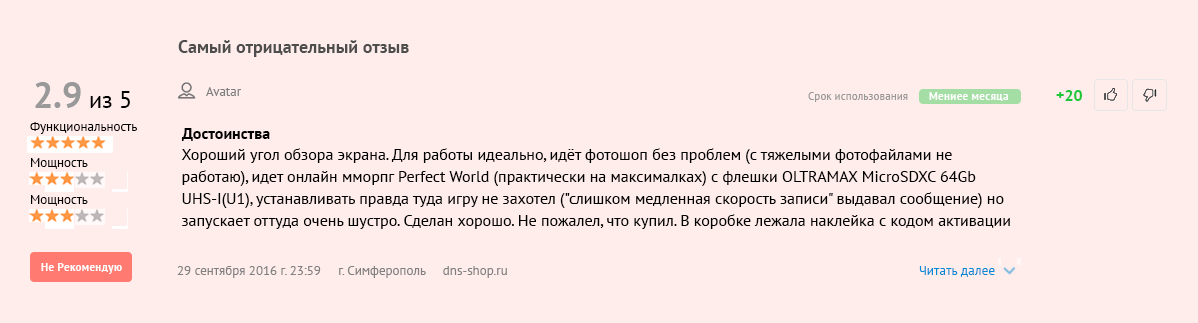 Самый отрицательный отзыв
2.9 из 5
Avatar
Срок использования Мениее месяца +20
Функциональность
Мощность
Мощность
Не Рекомендую
Достоинства
Хороший угол обзора экрана. Для работы идеально, идёт фотошоп без проблем (с тяжелыми фотофайлами не
работаю), идет онлайн мморпг Perfect World (практически на максималках) с флешки OLTRAMAX MicroSDXC 64Gb
UHS-I(U1), устанавливать правда туда игру не захотел ("слишком медленная скорость записи" выдавал сообщение) но
запускает оттуда очень шустро. Сделан хорошо. Не пожалел, что купил. В коробке лежала наклейка с кодом активации
29 сентября 2016 г. 23:59 г. Симферополь dns-shop.ru
Читать далее